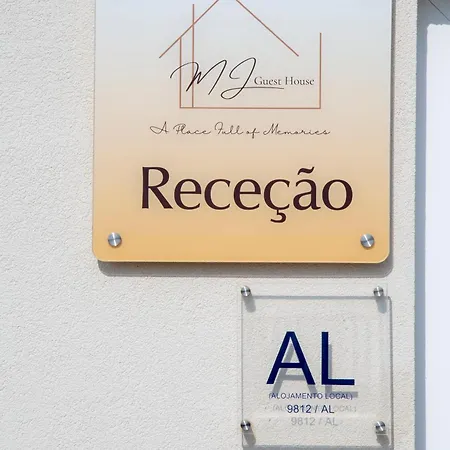 MJ Guest House
A Place Full of Memories
Receção
AL
(ALOJAMENTO LOCAL)
9812 / AL